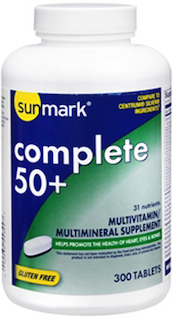 COMPARE TO
CENTRUM® SILVER®
INGREDIENTS*
sunmark®
complete
50+
31 nutrients
MULTIVITAMIN/
MULTIMINERAL SUPPLEMENT
HELPS PROMOTE THE HEALTH OF HEART, EYES & BONES
GLUTEN FREE
300 TABLETS